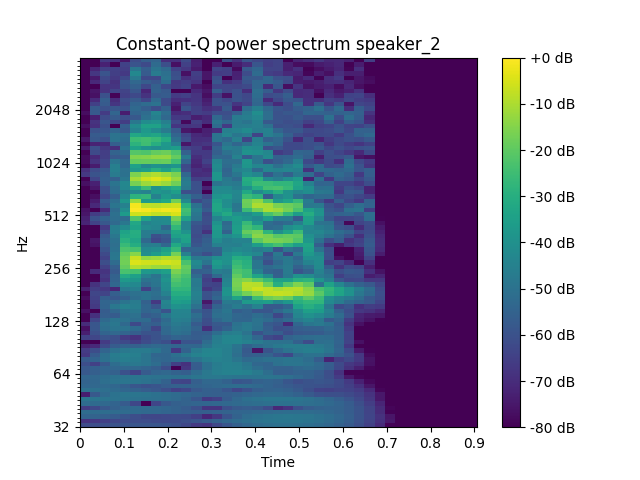 Constant-Q power spectrum speaker_2
Hz
2048
1024
512
256
128
64
32
0 0.1 0.2 0.3 0.4 0.5 0.6 0.7 0.8 0.9
Time
+0 dB
-10 dB
-20 dB
-30 dB
-40 dB
-50 dB
-60 dB
-70 dB
-80 dB